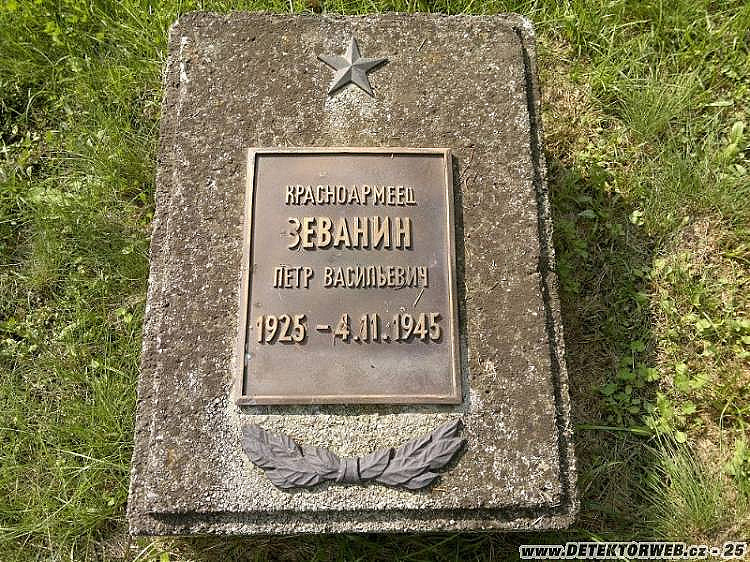 КРАСНОАРМЕЕЦ
ЗЕВАНИН
ПЕТР ВАСИЛЬЕВИЧ
1925 - 4.11.1945
www.DETEKTORWEB.cz - 25